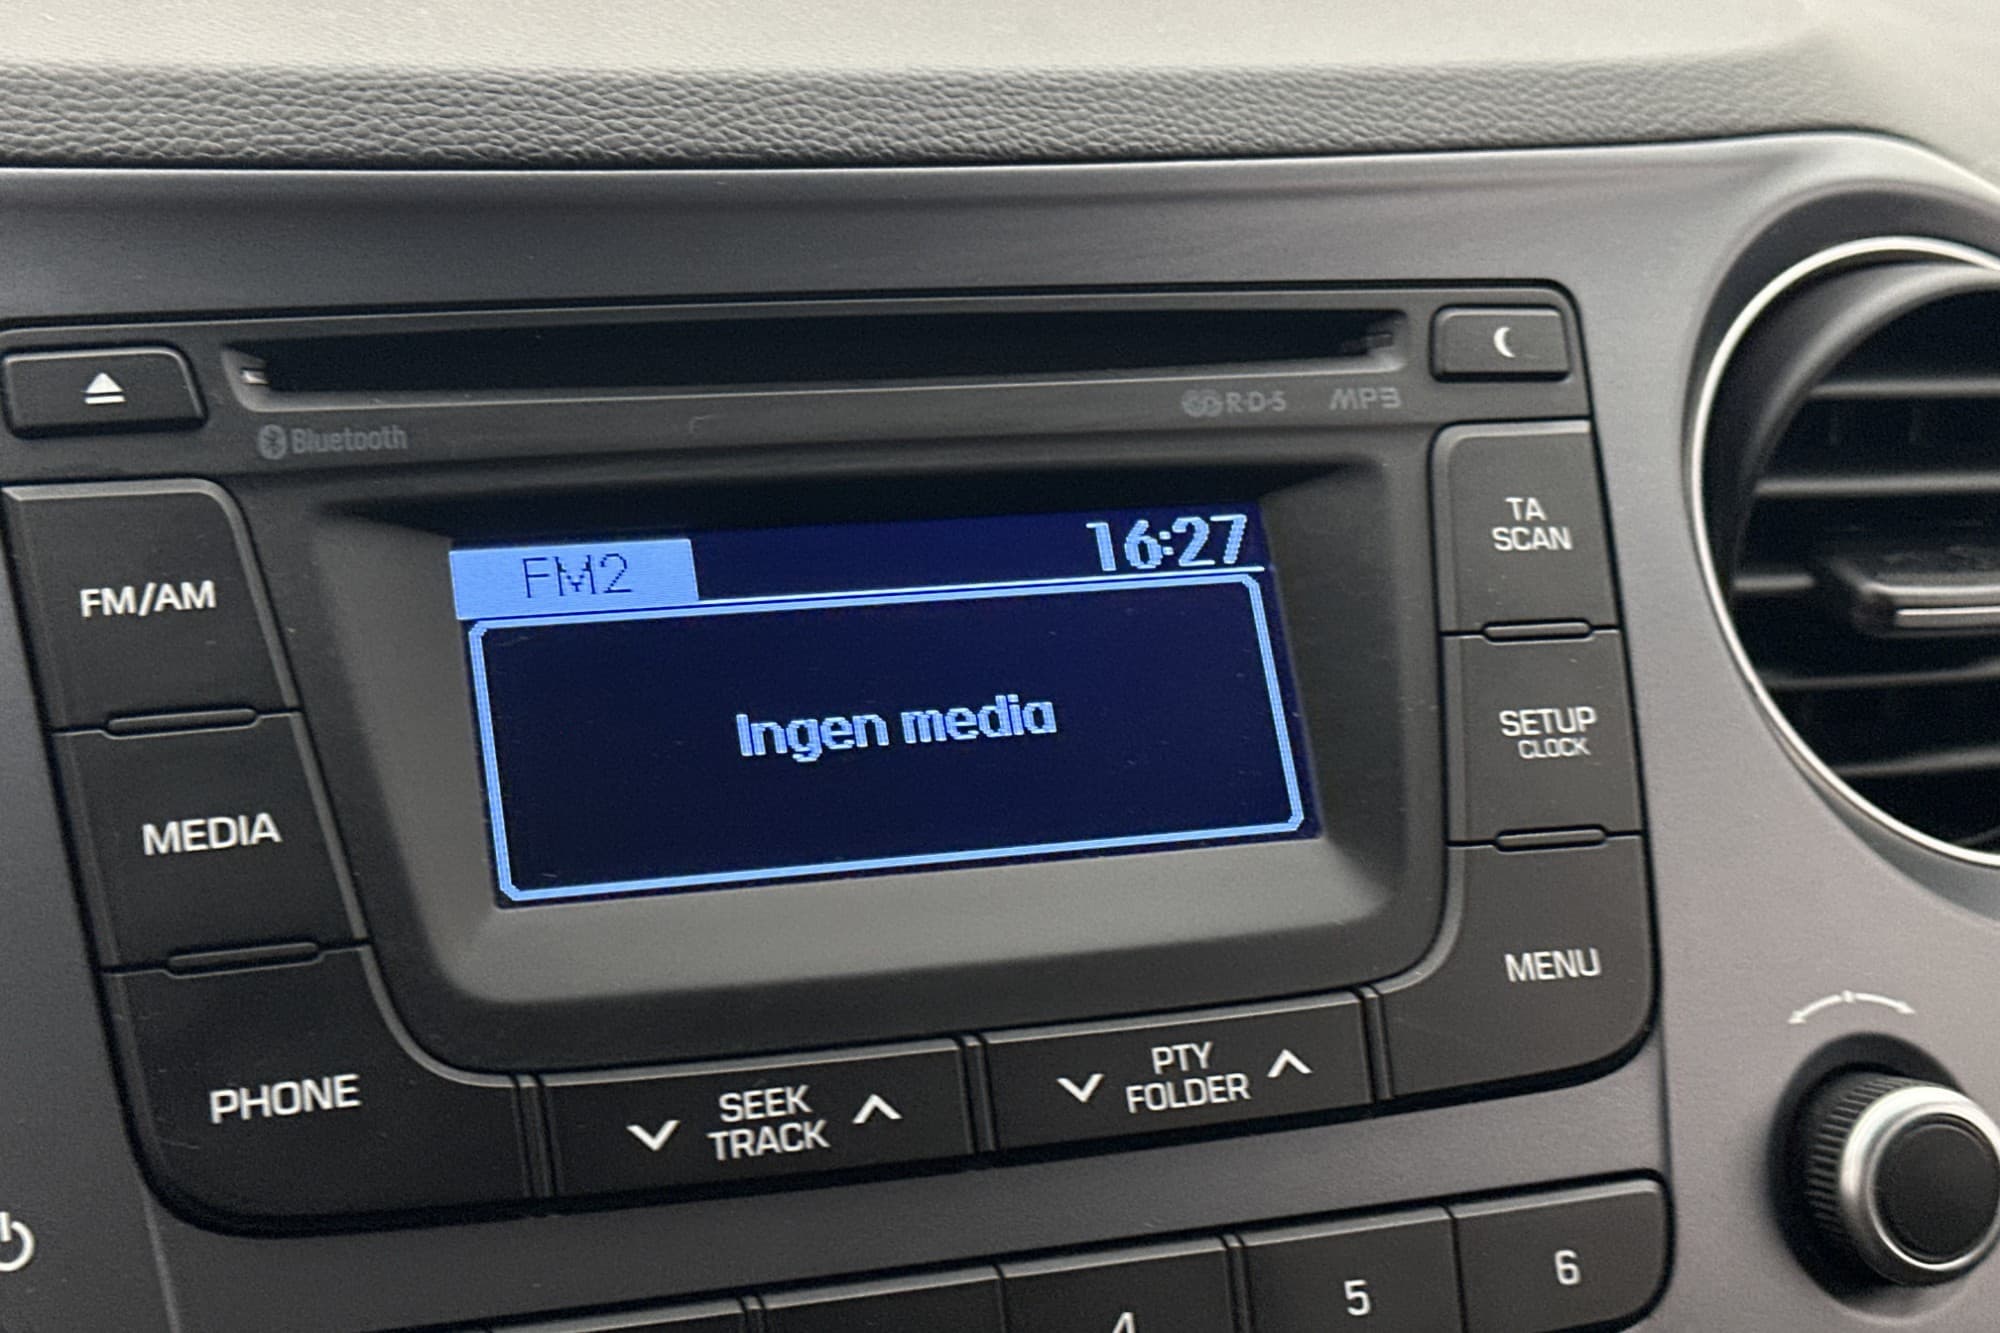 Bluetooth
R·D·S
MP3
FM/AM
FM2
16:27
TA
SCAN
Ingen media
MEDIA
SETUP
CLOCK
MENU
PHONE
SEEK
TRACK
PTY
FOLDER
4
5
6